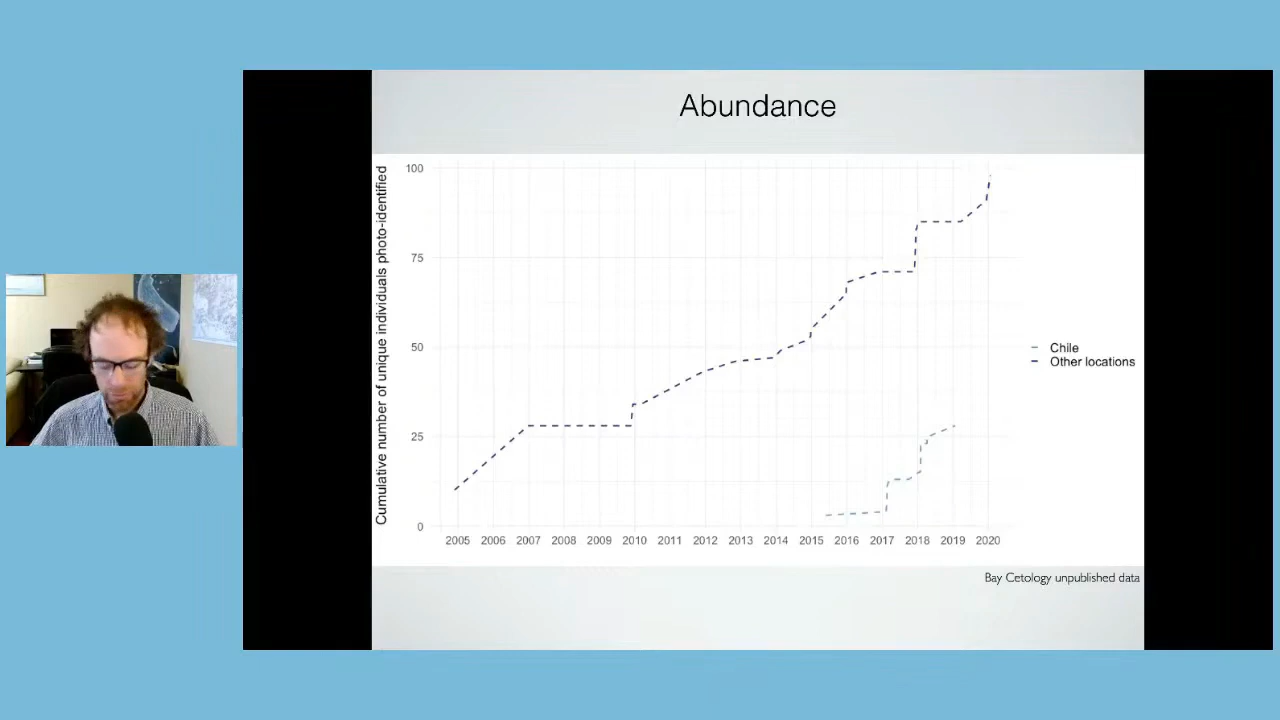 Abundance
Cumulative number of unique individuals photo-identified
100
75
50
25
0
2005 2006 2007 2008 2009 2010 2011 2012 2013 2014 2015 2016 2017 2018 2019 2020
Chile
Other locations
Bay Cetology unpublished data